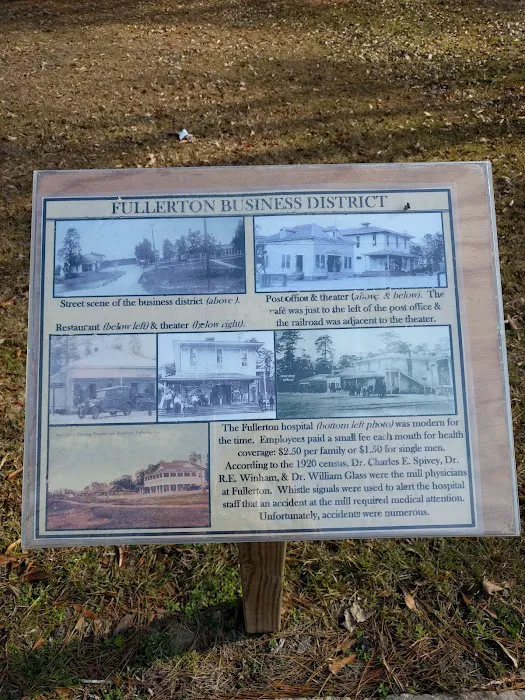 FULLERTON BUSINESS DISTRICT
Street scene of the business district (above).
Post Office & theater (above & below). The
café was just to the left of the post office &
the railroad was adjacent to the theater.
Restaurant (below left) & theater (below right).
The Fullerton hospital (bottom left photo) was modern for
the time. Employees paid a small fee each month for health
coverage: $2.50 per family or $1.50 for single men.
According to the 1920 census, Dr. Charles E. Spivey, Dr.
R.E. Winham, & Dr. William Glass were the mill physicians
at Fullerton. Whistle signals were used to alert the hospital
staff that an accident at the mill required medical attention.
Unfortunately, accidents were numerous.